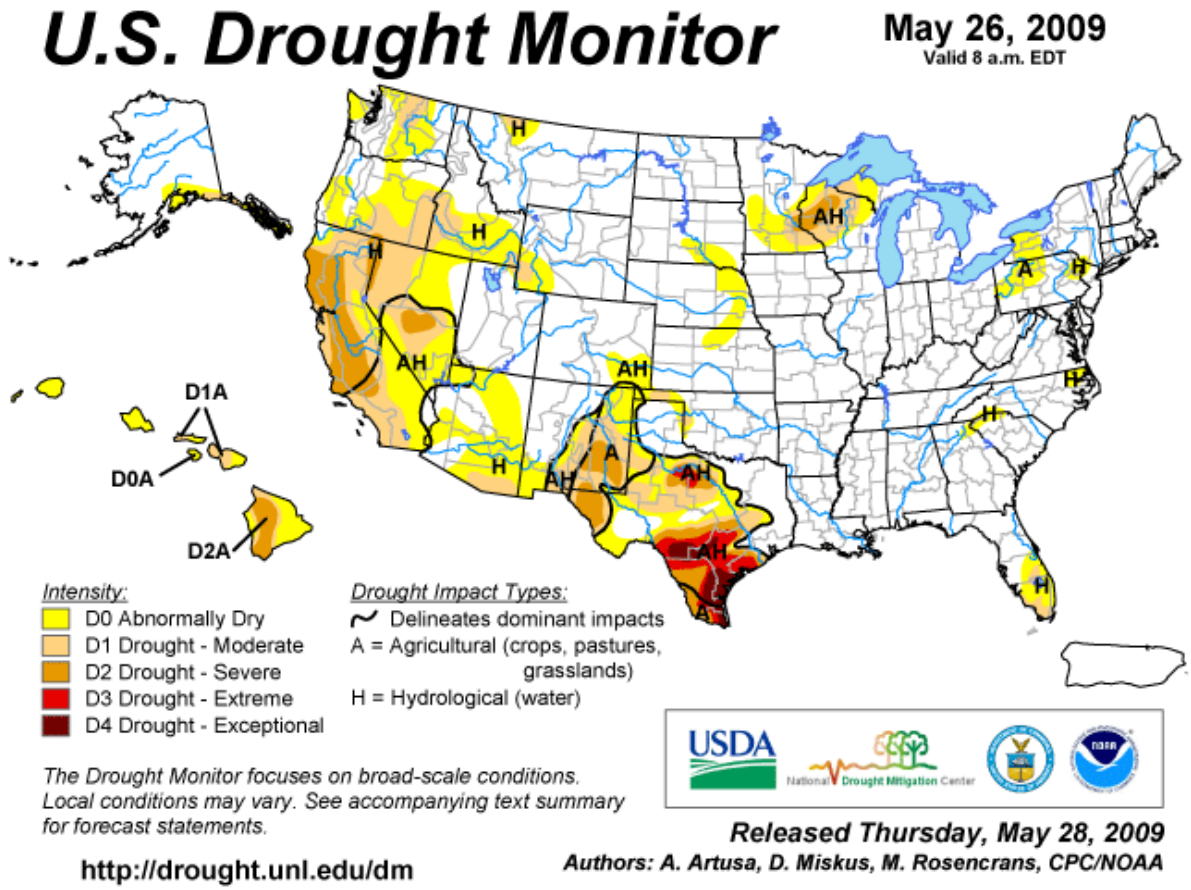 U.S. Drought Monitor
May 26, 2009
Valid 8 a.m. EDT
H
H
H
AH
AH
A
H
AH
H
H
H
AH
A
AH
AH
AH
A
H
D1A
D0A
D2A
Intensity:
D0 Abnormally Dry
D1 Drought - Moderate
D2 Drought - Severe
D3 Drought - Extreme
D4 Drought - Exceptional
Drought Impact Types:
Delineates dominant impacts
A = Agricultural (crops, pastures,
grasslands)
H = Hydrological (water)
USDA
National Drought Mitigation Center
NOAA
The Drought Monitor focuses on broad-scale conditions.
Local conditions may vary. See accompanying text summary
for forecast statements.
http://drought.unl.edu/dm
Released Thursday, May 28, 2009
Authors: A. Artusa, D. Miskus, M. Rosencrans, CPC/NOAA